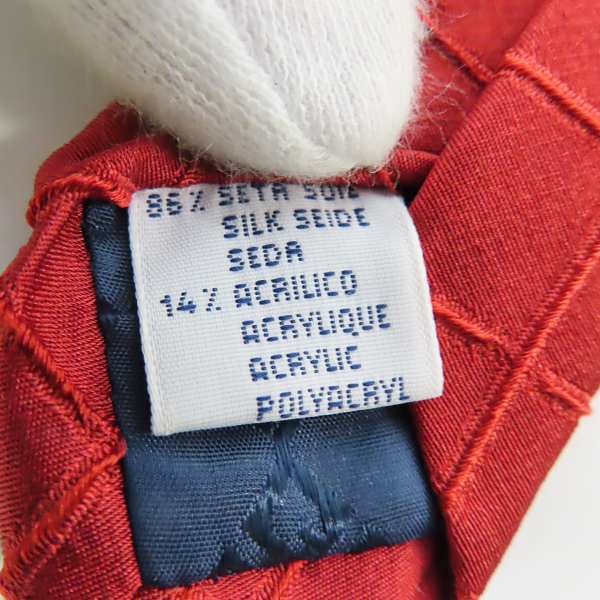 86% SETA SOIE
SILK SEIDE
SEDA
14% ACRILICO
ACRYLIQUE
ACRYLIC
POLYACRYL